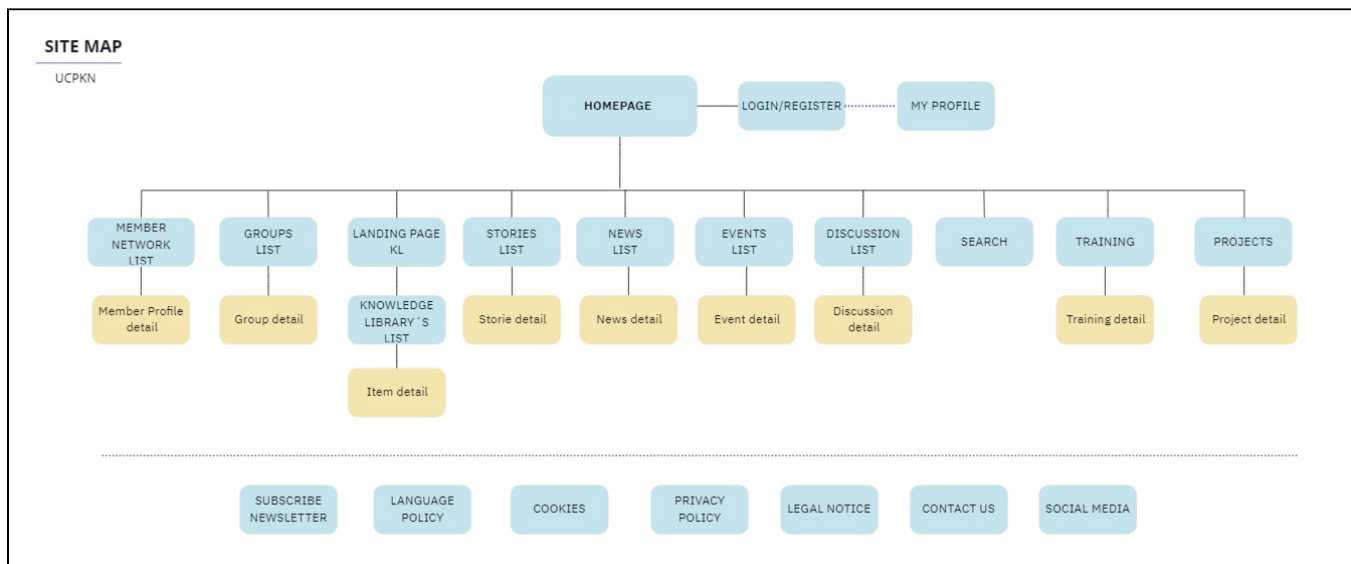 SITE MAP
UCPKN
HOMEPAGE
LOGIN/REGISTER
MY PROFILE
MEMBER
NETWORK
LIST
GROUPS
LIST
LANDING PAGE
KL
STORIES
LIST
NEWS
LIST
EVENTS
LIST
DISCUSSION
LIST
SEARCH
TRAINING
PROJECTS
Member Profile
detail
Group detail
KNOWLEDGE
LIBRARY´S
LIST
Storie detail
News detail
Event detail
Discussion
detail
Training detail
Project detail
Item detail
SUBSCRIBE
NEWSLETTER
LANGUAGE
POLICY
COOKIES
PRIVACY
POLICY
LEGAL NOTICE
CONTACT US
SOCIAL MEDIA